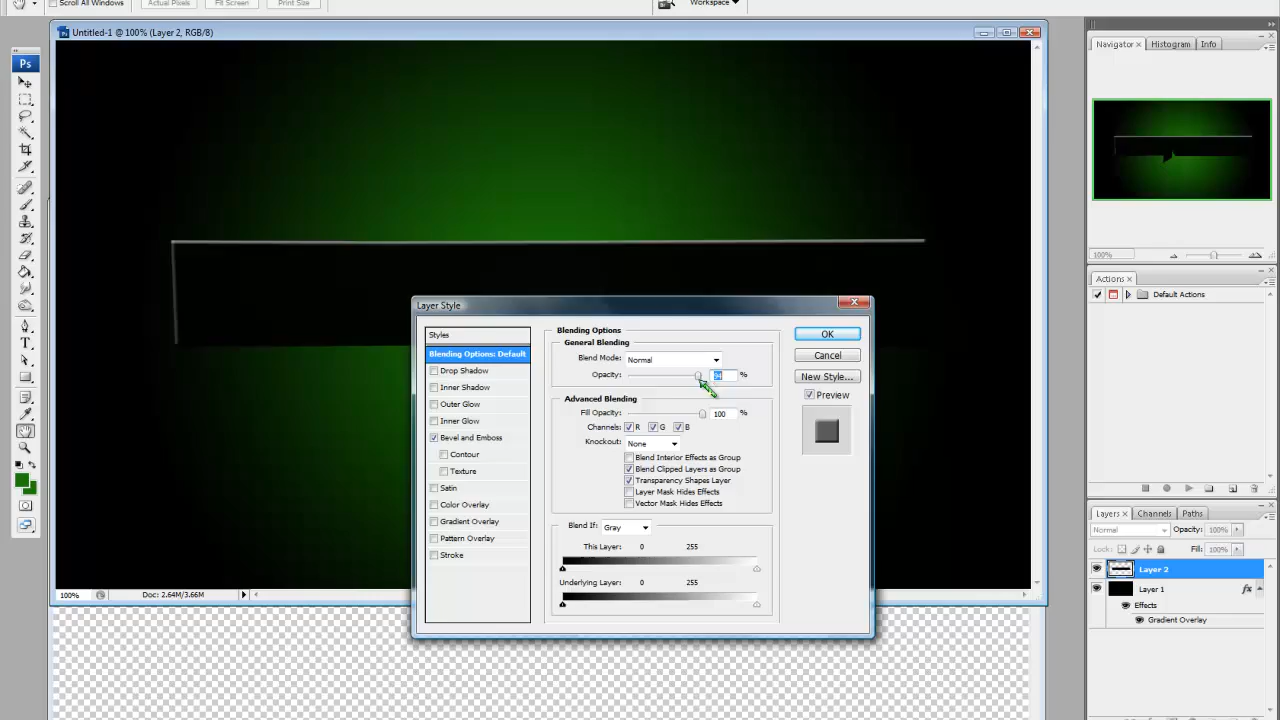 Scroll All Windows
Actual Pixels
Fit Screen
Print Size
Workspace
Ps Untitled-1 @ 100% (Layer 2, RGB/8)
Ps
T
100%
Doc: 2.64M/3.66M
Layer Style
Styles
Blending Options: Default
Drop Shadow
Inner Shadow
Outer Glow
Inner Glow
Bevel and Emboss
Contour
Texture
Satin
Color Overlay
Gradient Overlay
Pattern Overlay
Stroke
Blending Options
General Blending
Blend Mode: Normal
Opacity: 94 %
Advanced Blending
Fill Opacity: 100 %
Channels: R G B
Knockout: None
Blend Interior Effects as Group
Blend Clipped Layers as Group
Transparency Shapes Layer
Layer Mask Hides Effects
Vector Mask Hides Effects
Blend If: Gray
This Layer: 0 255
Underlying Layer: 0 255
OK
Cancel
New Style...
Preview
Navigator x Histogram Info
100%
Actions x
Default Actions
Layers x Channels Paths
Normal Opacity: 100%
Lock: Fill: 100%
Layer 2
Layer 1 fx
Effects
Gradient Overlay